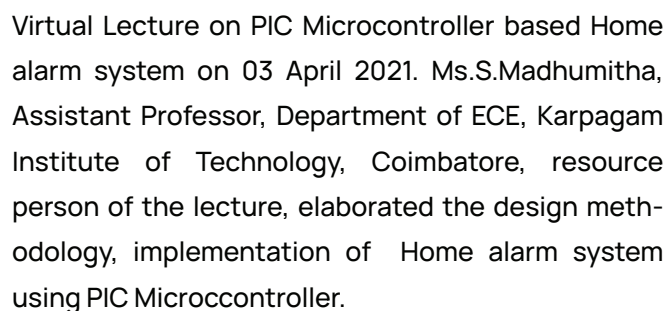 Virtual Lecture on PIC Microcontroller based Home
alarm system on 03 April 2021. Ms.S.Madhumitha,
Assistant Professor, Department of ECE, Karpagam
Institute of Technology, Coimbatore, resource
person of the lecture, elaborated the design meth-
odology, implementation of Home alarm system
using PIC Microccontroller.